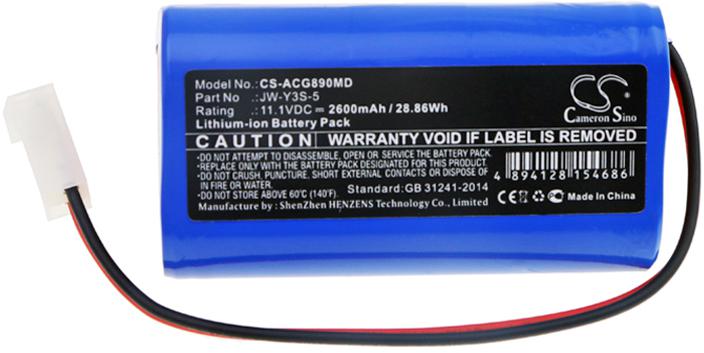 Model No.: CS-ACG890MD
Part No .: JW-Y3S-5
Rating .: 11.1VDC ⎓ 2600mAh / 28.86Wh
Lithium-ion Battery Pack
CS
Cameron Sino
CAUTION WARRANTY VOID IF LABEL IS REMOVED
•DO NOT ATTEMPT TO OPEN, DISASSEMBLE, OR SERVICE THE BATTERY PACK.
•REPLACE ONLY WITH A BATTERY PACK DESIGNATED FOR THIS PRODUCT.
•DO NOT CRUSH, PUNCTURE, SHORT EXTERNAL CONTACTS OR DISPOSE OF
IN FIRE OR WATER.
•DO NOT STORE ABOVE 60°C (140°F).
Standard:GB 31241-2014
Manufacture by : ShenZhen HENZENS Technology Co., Limited
4 894128 154686
CE Made In China